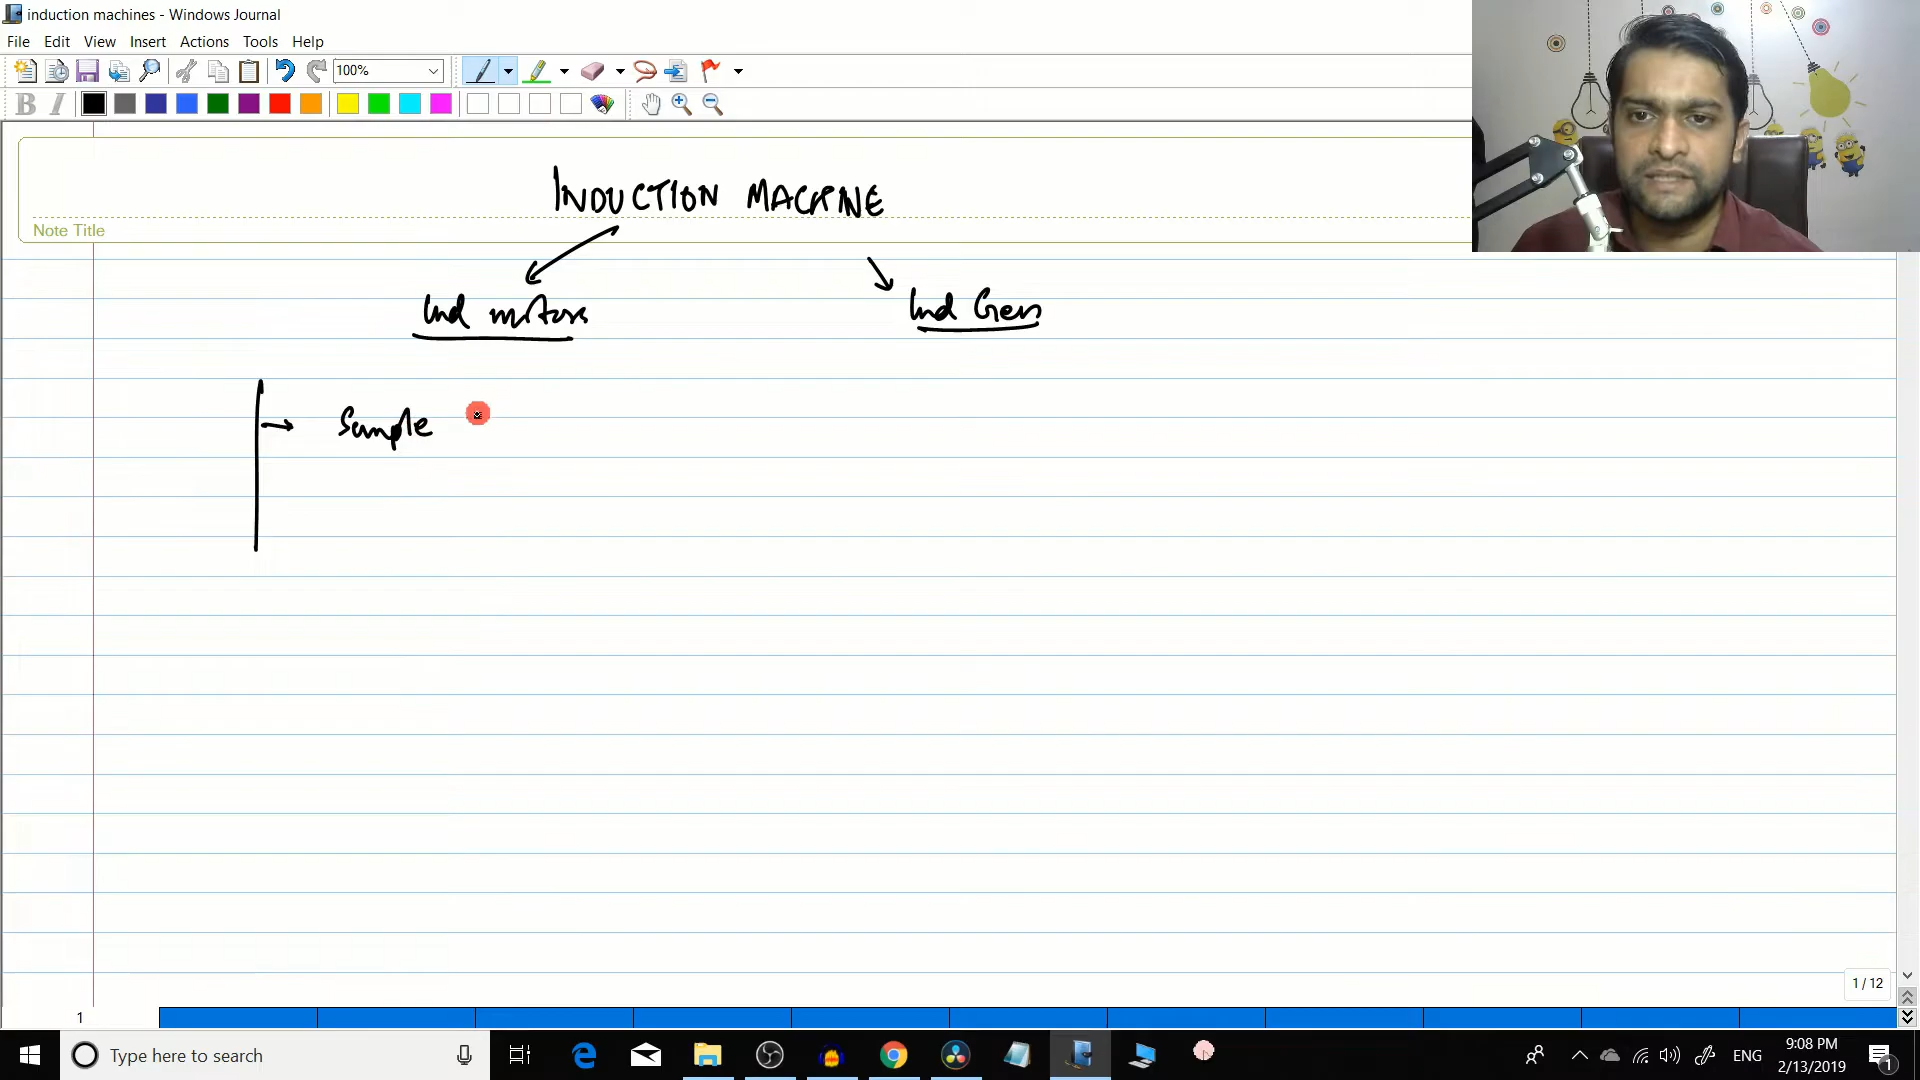 induction machines - Windows Journal
File Edit View Insert Actions Tools Help
100%
B I
INDUCTION MACHINE
Note Title
Ind motors Ind Gen
Simple
1 / 12
1
Type here to search
ENG
9:08 PM
2/13/2019
1